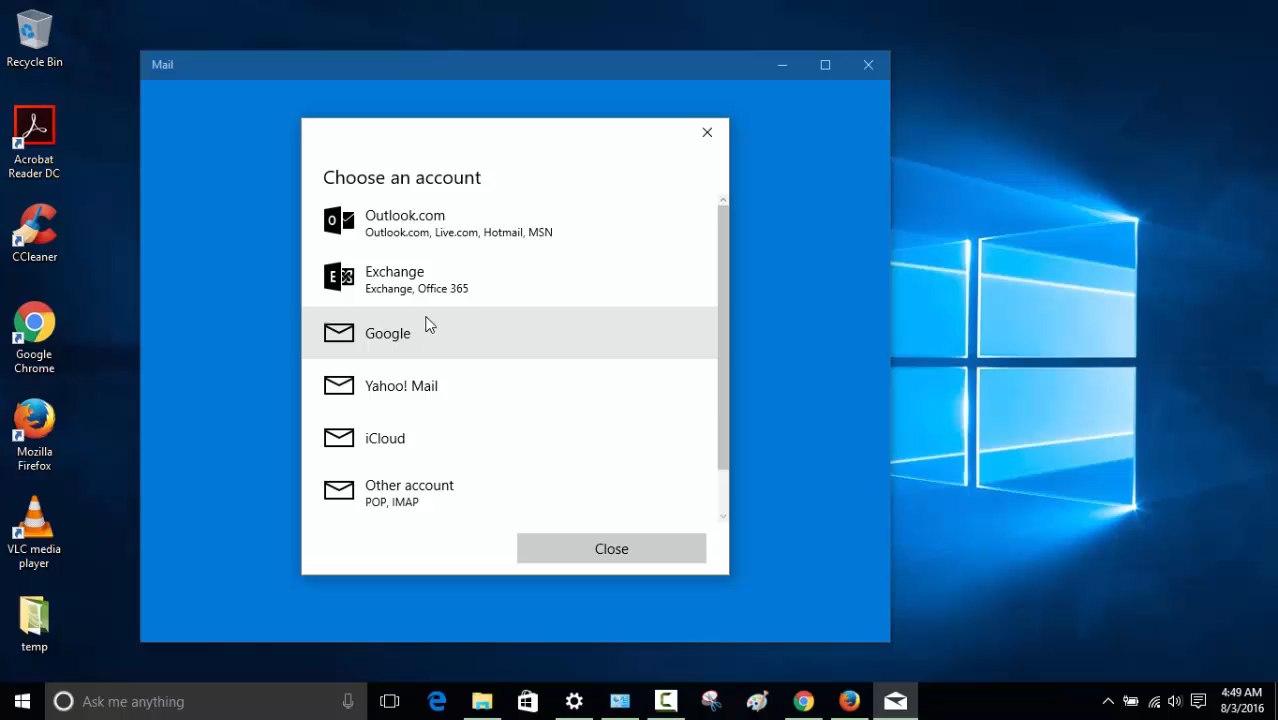 Recycle Bin
Acrobat
Reader DC
CCleaner
Google
Chrome
Mozilla
Firefox
VLC media
player
temp
Mail
Choose an account
Outlook.com
Outlook.com, Live.com, Hotmail, MSN
Exchange
Exchange, Office 365
Google
Yahoo! Mail
iCloud
Other account
POP, IMAP
Close
Ask me anything
4:49 AM
8/3/2016